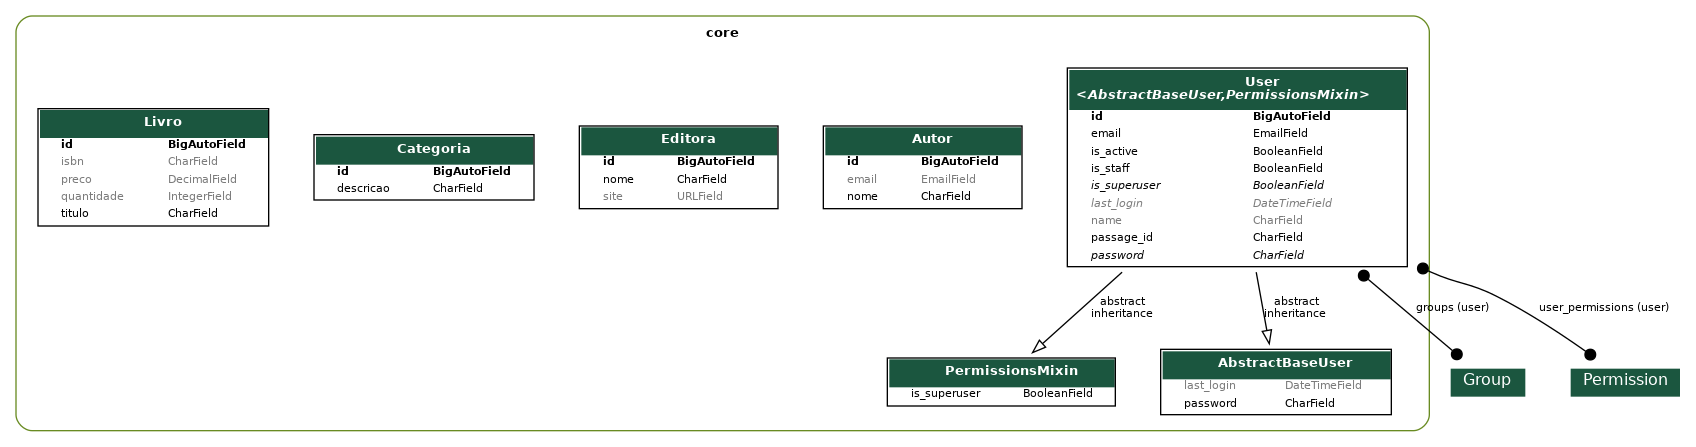 core
Livro
id BigAutoField
isbn CharField
preco DecimalField
quantidade IntegerField
titulo CharField
Categoria
id BigAutoField
descricao CharField
Editora
id BigAutoField
nome CharField
site URLField
Autor
id BigAutoField
email EmailField
nome CharField
User
<AbstractBaseUser,PermissionsMixin>
id BigAutoField
email EmailField
is_active BooleanField
is_staff BooleanField
is_superuser BooleanField
last_login DateTimeField
name CharField
passage_id CharField
password CharField
abstract
inheritance
abstract
inheritance
groups (user)
user_permissions (user)
PermissionsMixin
is_superuser BooleanField
AbstractBaseUser
last_login DateTimeField
password CharField
Group
Permission